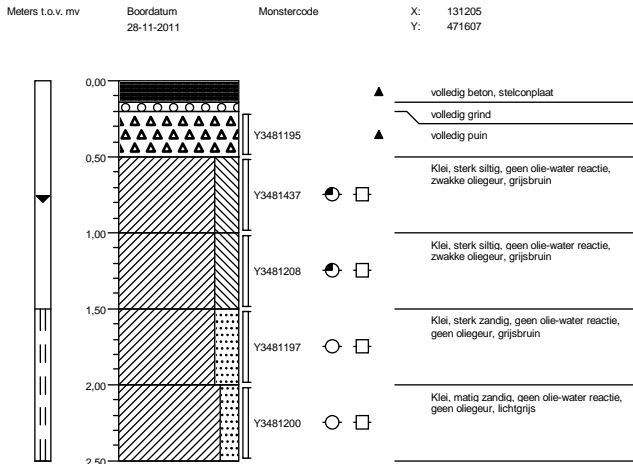 Meters t.o.v. mv Boordatum Monstercode X: 131205
28-11-2011 Y: 471607
0,00
volledig beton, stelconplaat
volledig grind
Y3481195 volledig puin
0,50
Klei, sterk siltig, geen olie-water reactie,
zwakke oliegeur, grijsbruin
Y3481437
1,00
Klei, sterk siltig, geen olie-water reactie,
zwakke oliegeur, grijsbruin
Y3481208
1,50
Klei, sterk zandig, geen olie-water reactie,
geen oliegeur, grijsbruin
Y3481197
2,00
Klei, matig zandig, geen olie-water reactie,
geen oliegeur, lichtgrijs
Y3481200
2,50